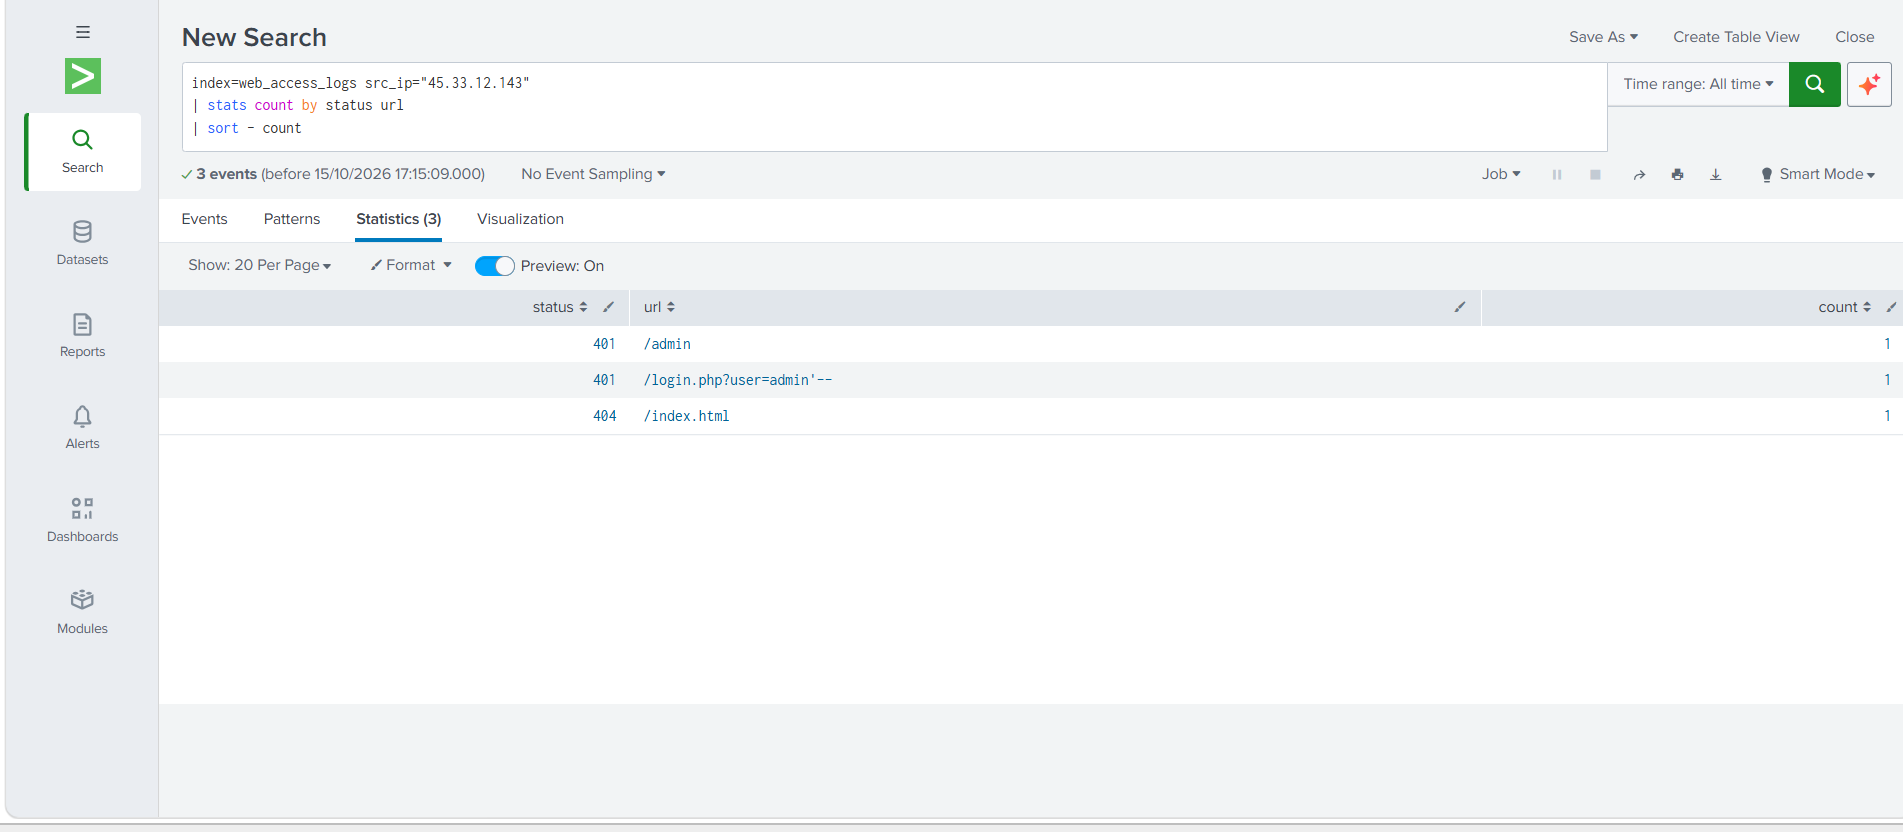 New Search
Save As
Create Table View
Close
index=web_access_logs src_ip="45.33.12.143"
| stats count by status url
| sort - count
Time range: All time
Search
3 events (before 15/10/2026 17:15:09.000)
No Event Sampling
Job
Smart Mode
Events
Patterns
Statistics (3)
Visualization
Datasets
Show: 20 Per Page
Format
Preview: On
status
url
count
401 /admin 1
401 /login.php?user=admin'-- 1
404 /index.html 1
Reports
Alerts
Dashboards
Modules